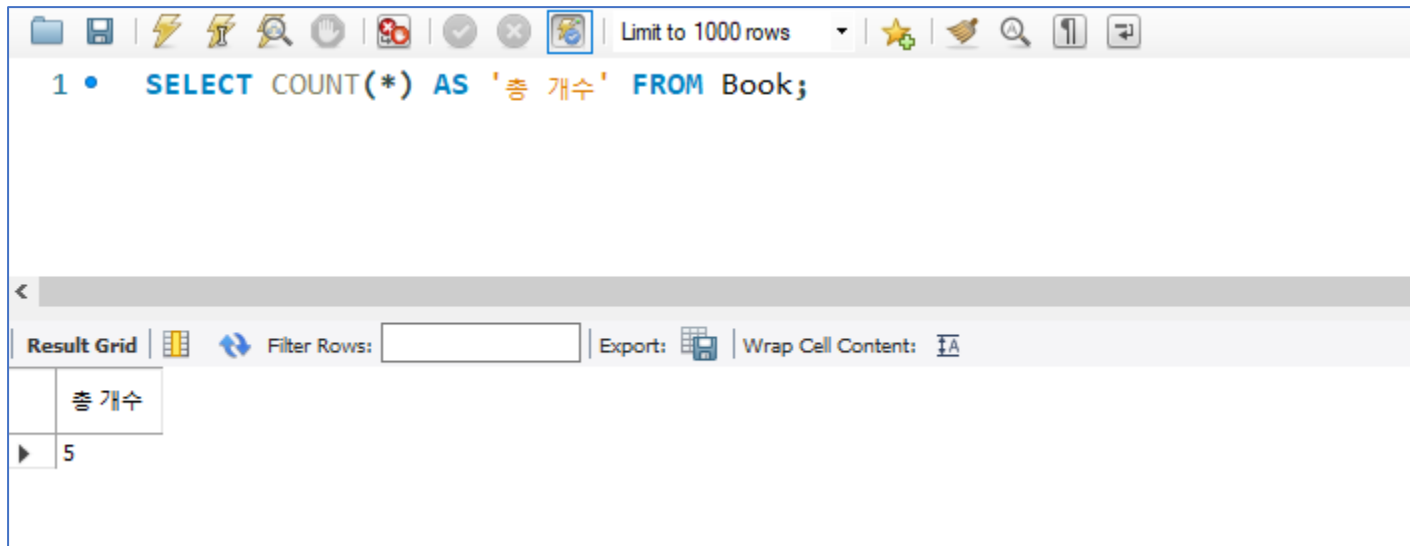 Limit to 1000 rows
1 SELECT COUNT(*) AS '총 개수' FROM Book;
Result Grid Filter Rows: Export: Wrap Cell Content:
총 개수
5